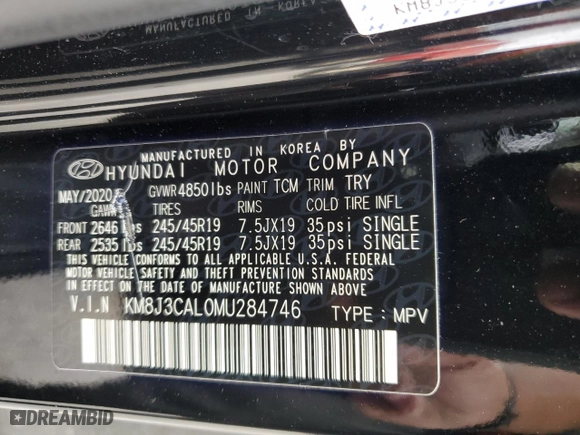 KM8J3
MANUFACTURED IN KOREA BY
HYUNDAI MOTOR COMPANY
MAY/2020 GVWR 4850lbs PAINT TCM TRIM TRY
GAWR TIRES RIMS COLD TIRE INFL
FRONT 2646 lbs 245/45R19 7.5JX19 35psi SINGLE
REAR 2535 lbs 245/45R19 7.5JX19 35psi SINGLE
THIS VEHICLE CONFORMS TO ALL APPLICABLE U.S.A. FEDERAL
MOTOR VEHICLE SAFETY, BUMPER, AND THEFT PREVENTION STANDARDS
IN EFFECT ON THE DATE OF MANUFACTURE SHOWN ABOVE.
V.I.N KM8J3CAL0MU284746 TYPE: MPV
DREAMBID